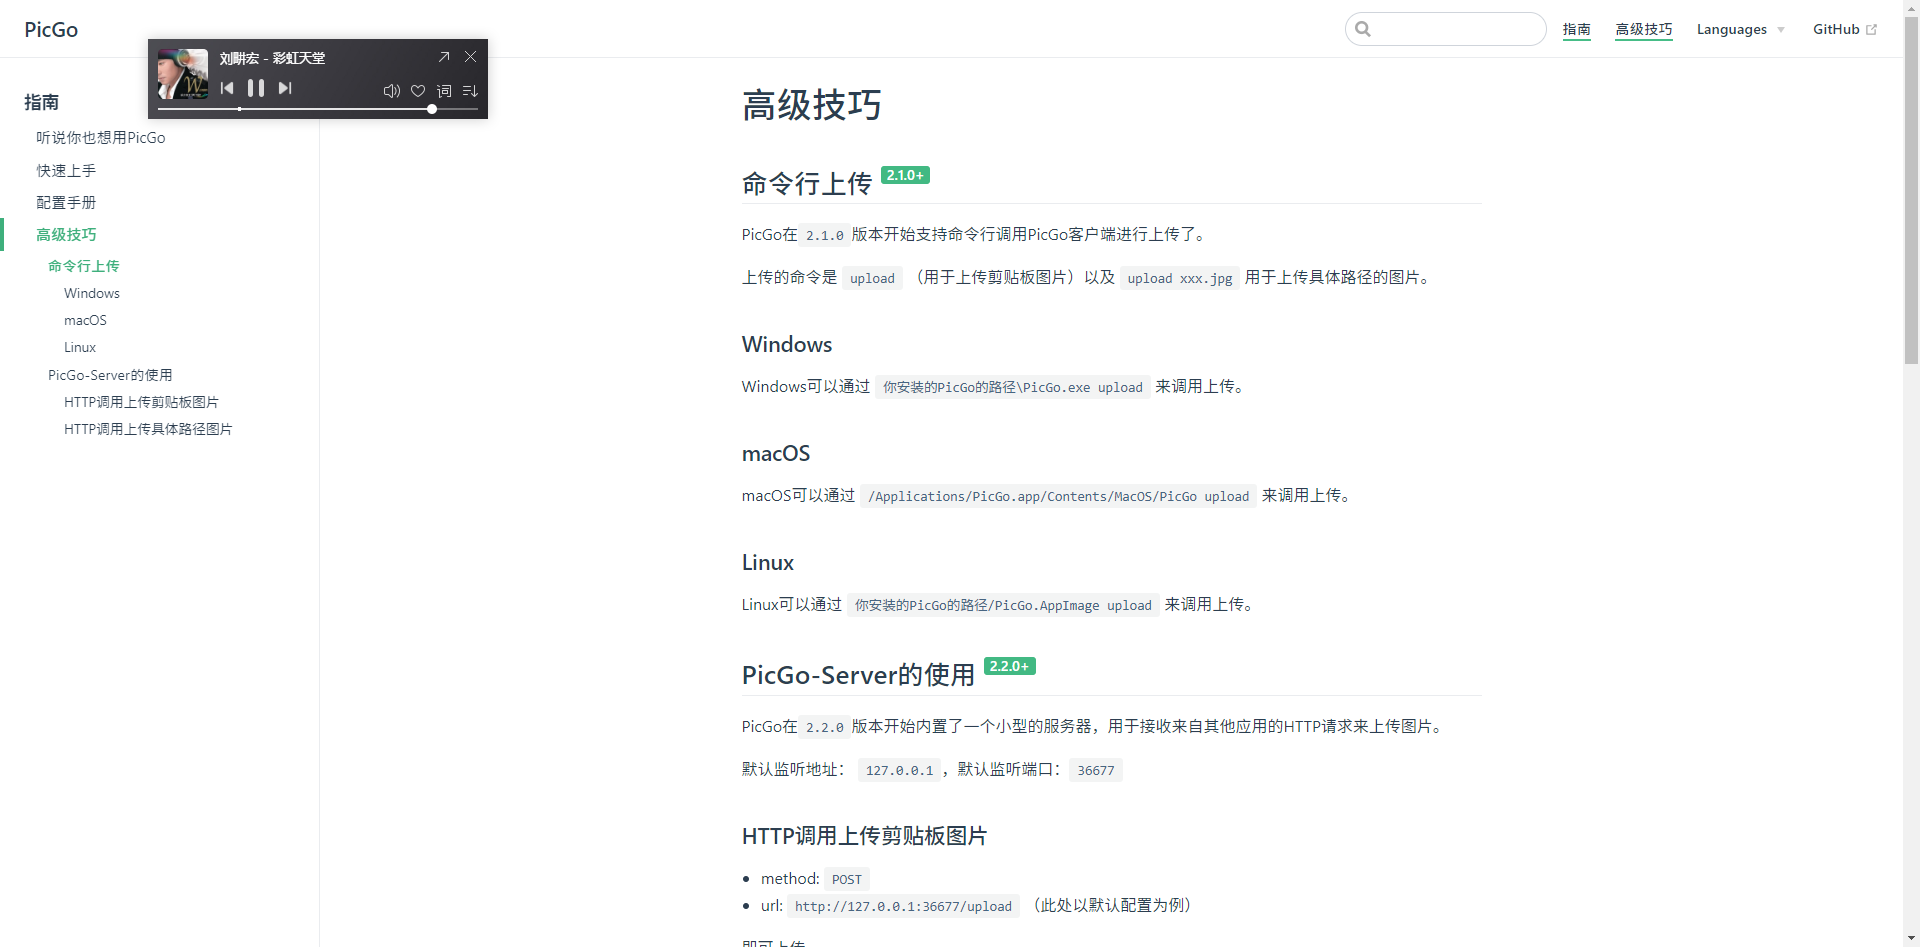 PicGo
指南
高级技巧
Languages
GitHub
刘畊宏 - 彩虹天堂
词
指南
听说你也想用PicGo
快速上手
配置手册
高级技巧
命令行上传
Windows
macOS
Linux
PicGo-Server的使用
HTTP调用上传剪贴板图片
HTTP调用上传具体路径图片
高级技巧
命令行上传 2.1.0+
PicGo在 2.1.0 版本开始支持命令行调用PicGo客户端进行上传了。
上传的命令是 upload （用于上传剪贴板图片）以及 upload xxx.jpg 用于上传具体路径的图片。
Windows
Windows可以通过 你安装的PicGo的路径\PicGo.exe upload 来调用上传。
macOS
macOS可以通过 /Applications/PicGo.app/Contents/MacOS/PicGo upload 来调用上传。
Linux
Linux可以通过 你安装的PicGo的路径/PicGo.AppImage upload 来调用上传。
PicGo-Server的使用 2.2.0+
PicGo在 2.2.0 版本开始内置了一个小型的服务器，用于接收来自其他应用的HTTP请求来上传图片。
默认监听地址： 127.0.0.1 ，默认监听端口： 36677
HTTP调用上传剪贴板图片
method: POST
url: http://127.0.0.1:36677/upload （此处以默认配置为例）
即可上传